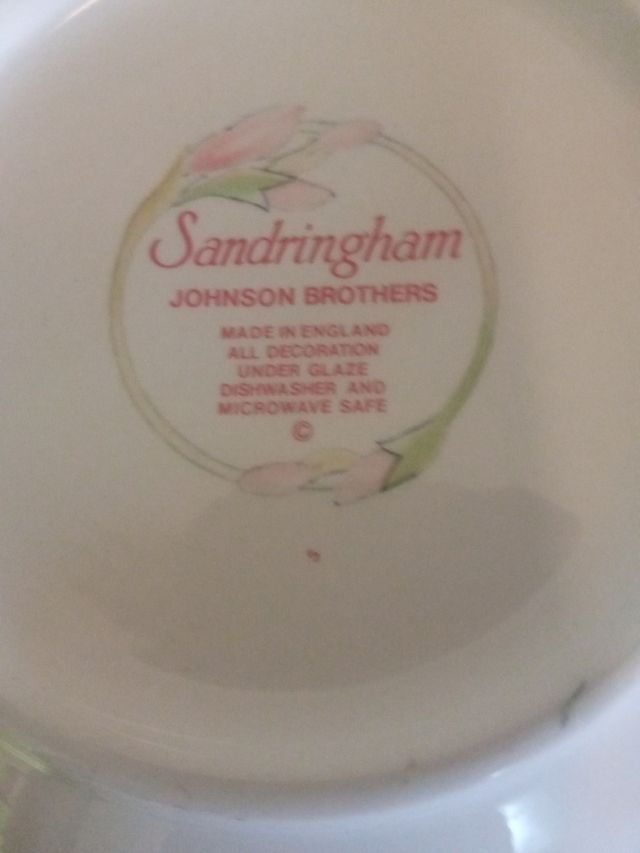 Sandringham
JOHNSON BROTHERS
MADE IN ENGLAND
ALL DECORATION
UNDER GLAZE
DISHWASHER AND
MICROWAVE SAFE
©